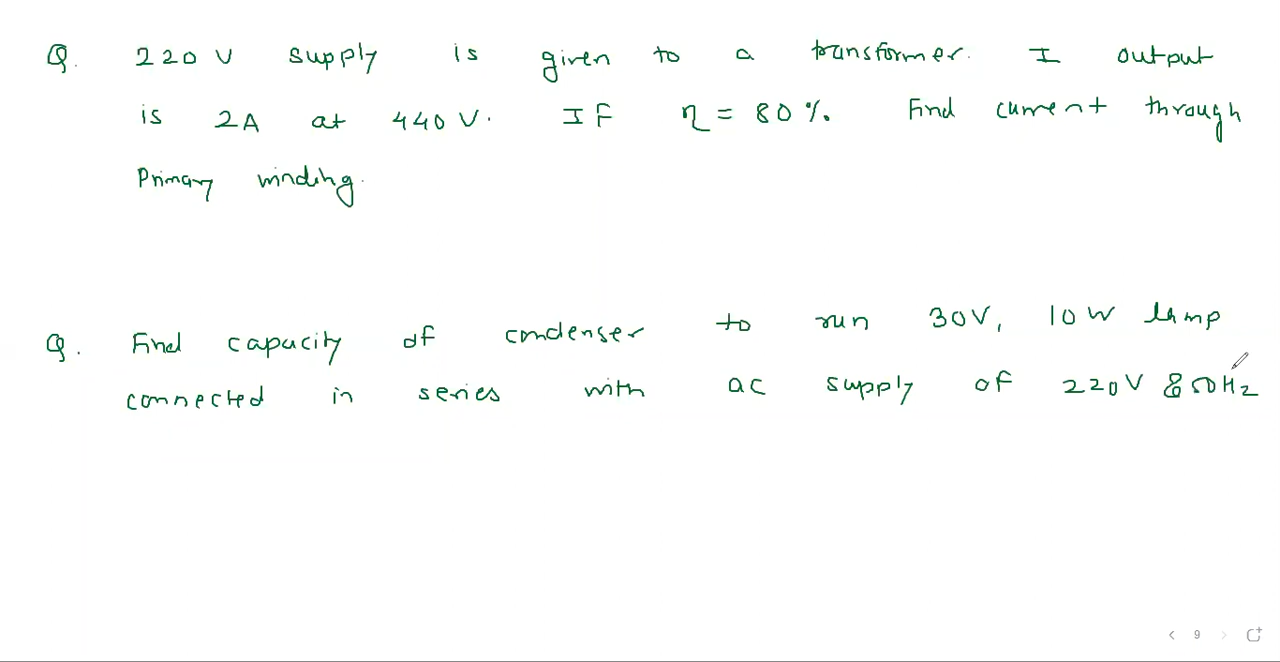 Q. 220 V supply is given to a transformer. I output
is 2A at 440 V. IF η = 80%. Find current through
Primary winding.
Q. Find capacity of condenser to run 30V, 10W lamp
connected in series with ac supply of 220V & 50Hz
9